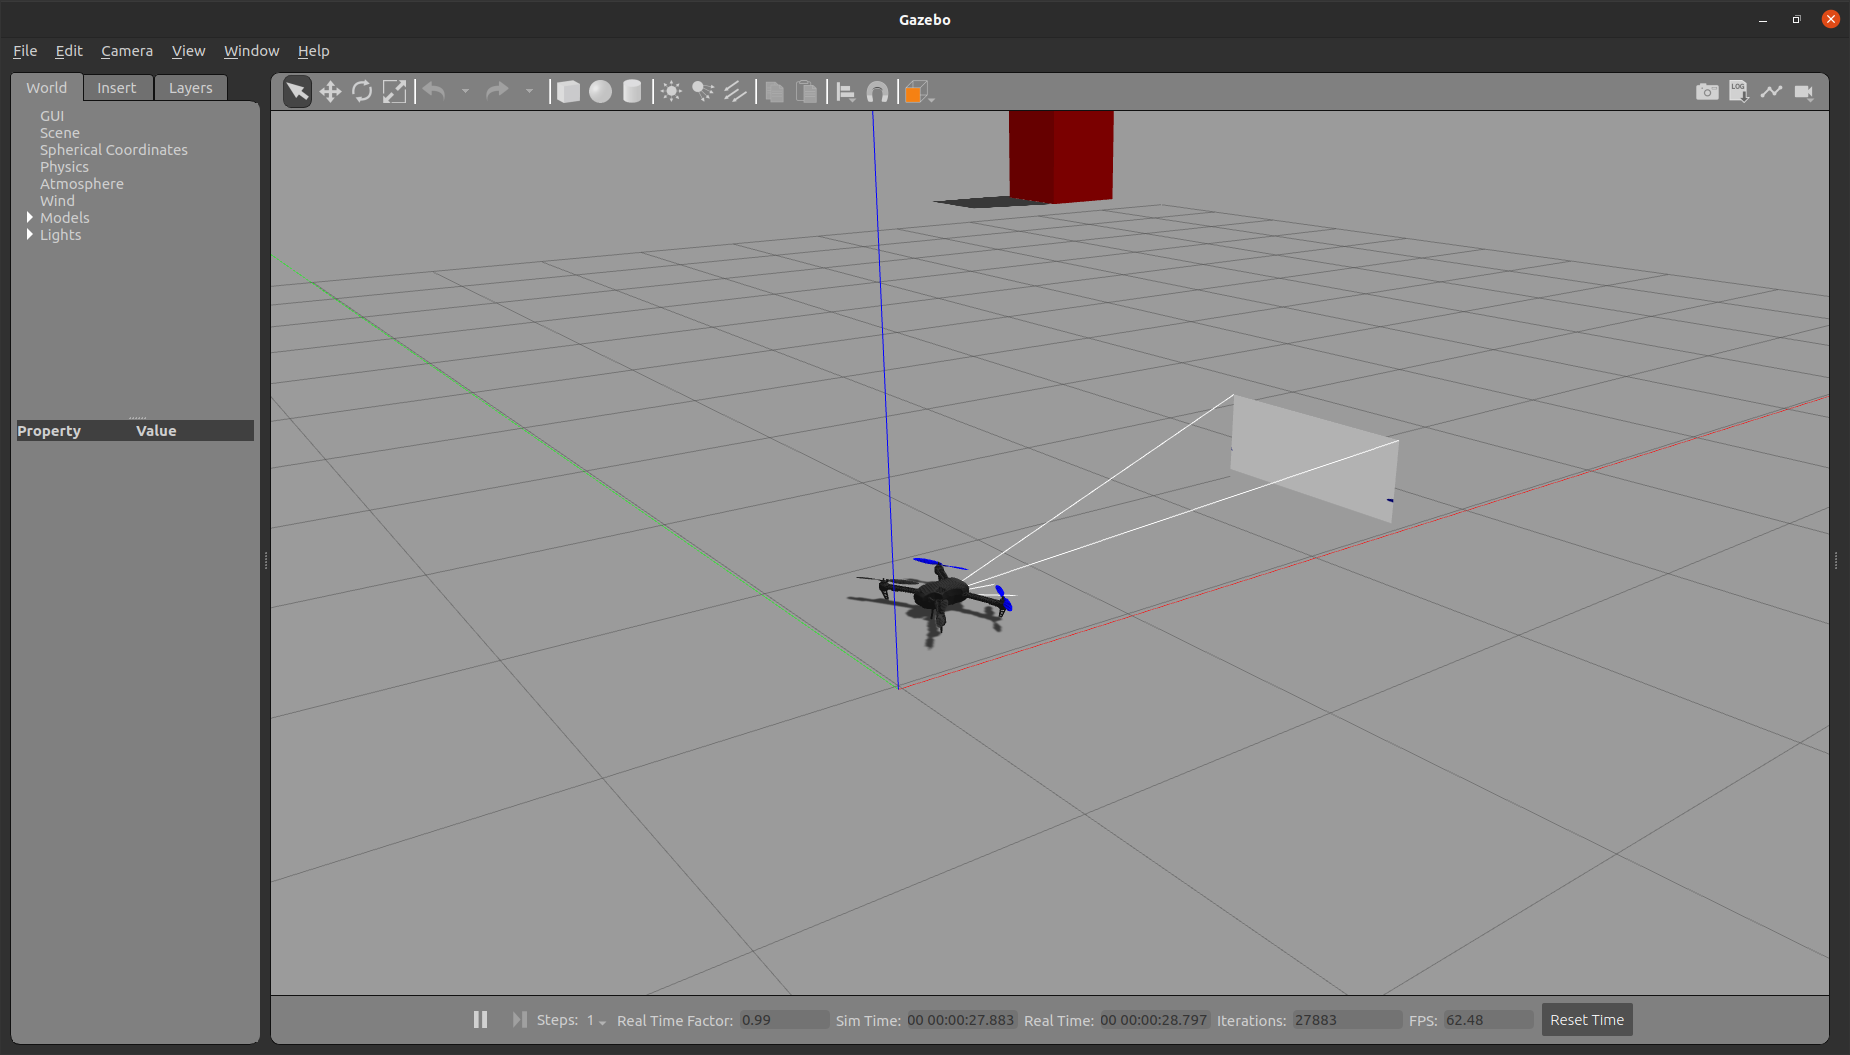 Gazebo
File Edit Camera View Window Help
World Insert Layers
LOG
GUI
Scene
Spherical Coordinates
Physics
Atmosphere
Wind
Models
Lights
Property Value
Steps: 1 Real Time Factor: 0.99 Sim Time: 00 00:00:27.883 Real Time: 00 00:00:28.797 Iterations: 27883 FPS: 62.48 Reset Time